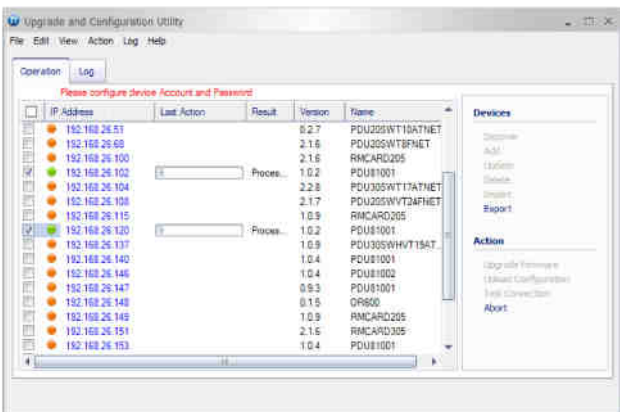 Upgrade and Configuration Utility
File Edit View Action Log Help
Operation Log
Please configure device Account and Password
IP Address Last Action Result Version Name
192.168.26.51 0.2.7 PDU20SWT10ATNET
192.168.26.68 2.1.6 PDU20SWT8FNET
192.168.26.100 2.1.6 RMCARD205
192.168.26.102 Proces... 1.0.2 PDU81001
192.168.26.104 2.2.8 PDU30SWT17ATNET
192.168.26.108 2.1.7 PDU20SWVT24FNET
192.168.26.115 1.0.9 RMCARD205
192.168.26.120 Proces... 1.0.2 PDU81001
192.168.26.137 1.0.9 PDU30SWHVT19AT...
192.168.26.140 1.0.4 PDU81001
192.168.26.146 1.0.4 PDU81002
192.168.26.147 0.9.3 PDU81001
192.168.26.148 0.1.5 OR600
192.168.26.149 1.0.9 RMCARD205
192.168.26.151 2.1.6 RMCARD305
192.168.26.153 1.0.4 PDU81001
Devices
Discover
Add
Update
Delete
Import
Export
Action
Upgrade Firmware
Upload Configuration
Test Connection
Abort